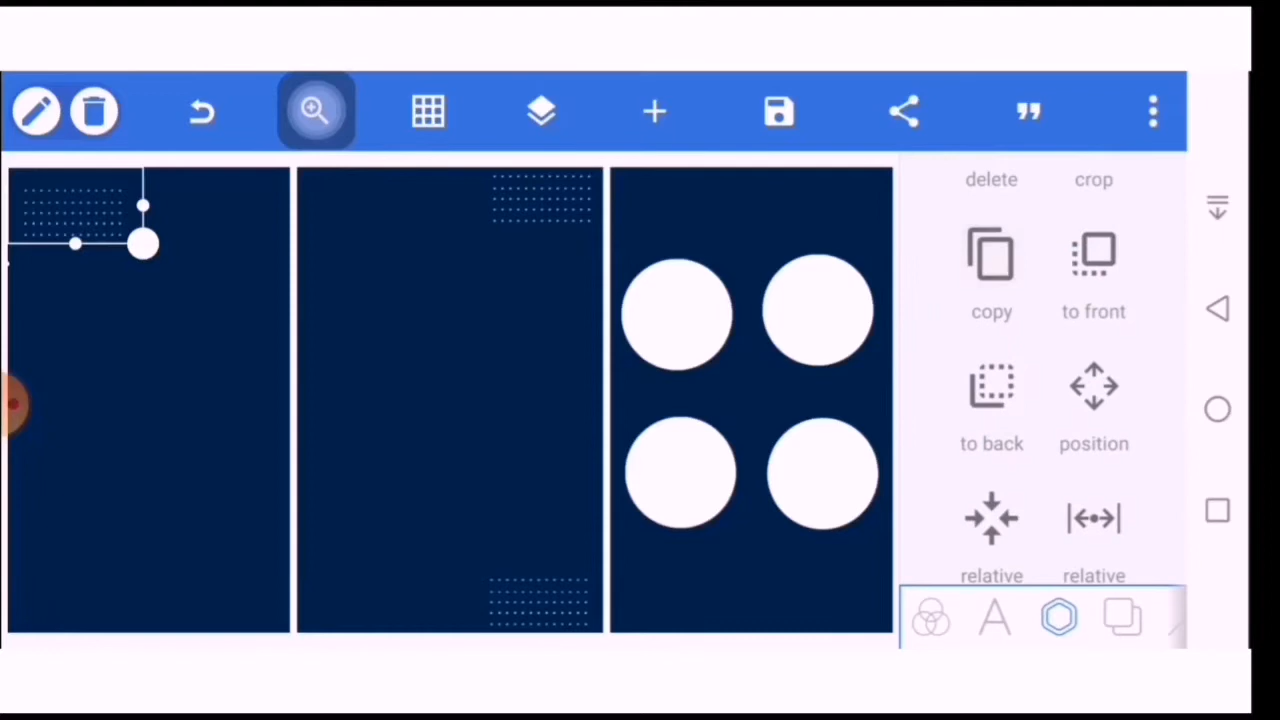 delete crop
copy to front
to back position
relative relative